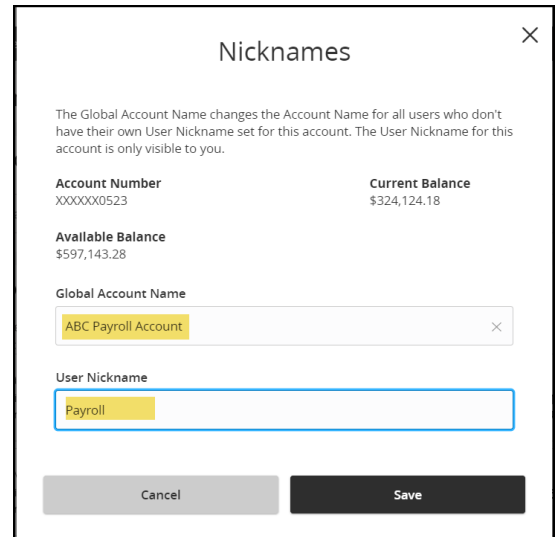 Nicknames
The Global Account Name changes the Account Name for all users who don't
have their own User Nickname set for this account. The User Nickname for this
account is only visible to you.
Account Number
XXXXXX0523
Current Balance
$324,124.18
Available Balance
$597,143.28
Global Account Name
ABC Payroll Account
User Nickname
Payroll
Cancel
Save